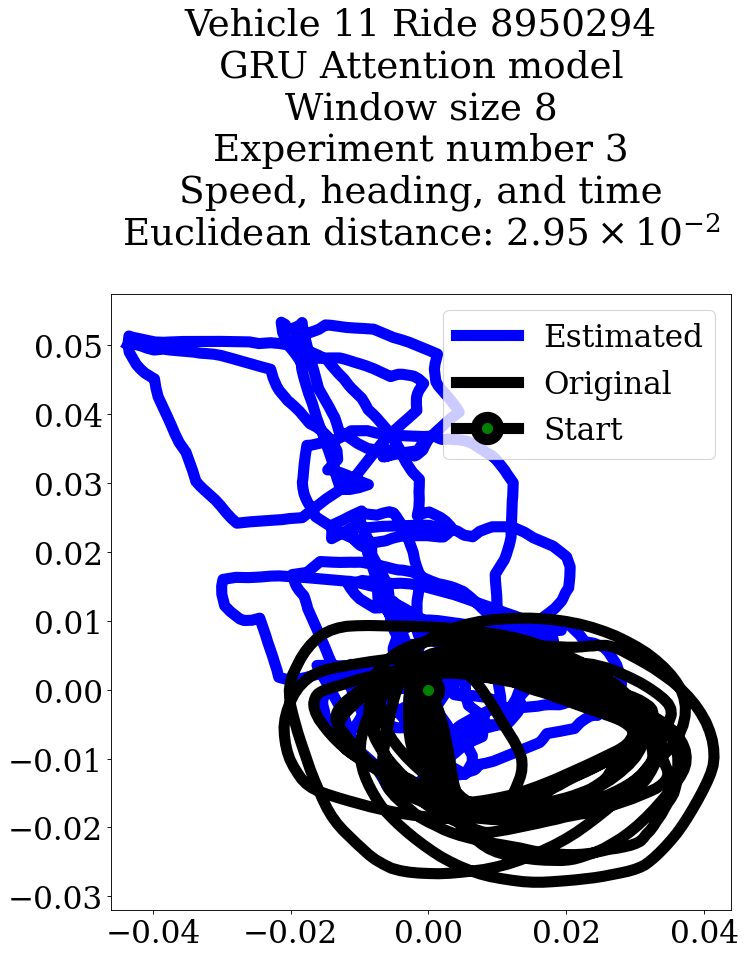 Vehicle 11 Ride 8950294
GRU Attention model
Window size 8
Experiment number 3
Speed, heading, and time
Euclidean distance: 2.95 × 10⁻²
Estimated
Original
Start
0.05
0.04
0.03
0.02
0.01
0.00
−0.01
−0.02
−0.03
−0.04 −0.02 0.00 0.02 0.04